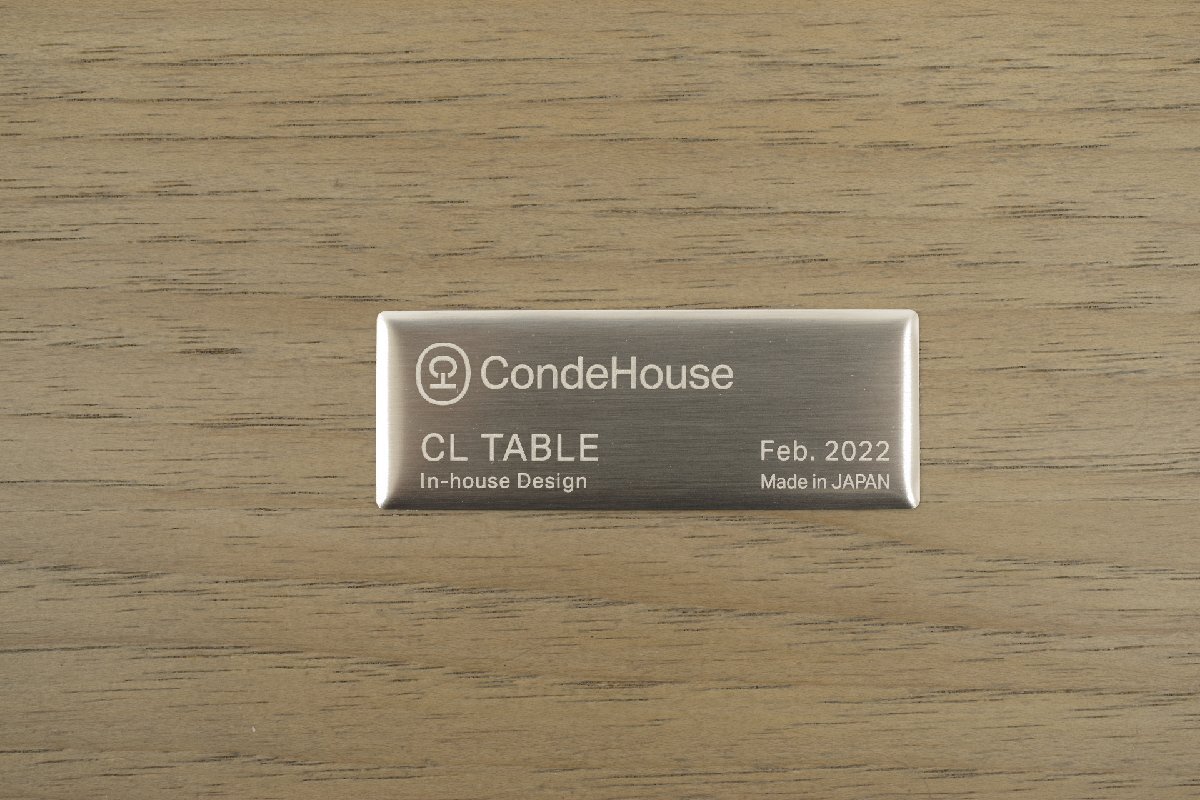 CondeHouse
CL TABLE
In-house Design
Feb. 2022
Made in JAPAN